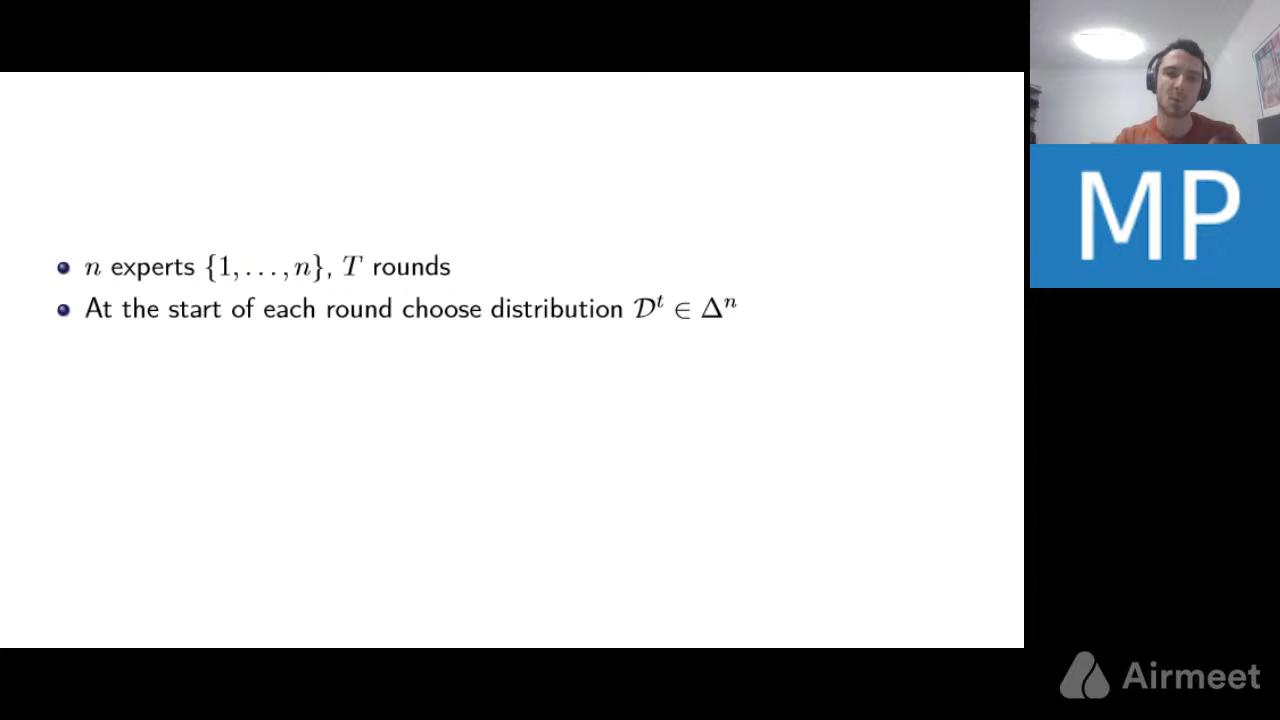 n experts {1, . . . , n}, T rounds
At the start of each round choose distribution 𝒟ᵗ ∈ Δⁿ
MP
Airmeet